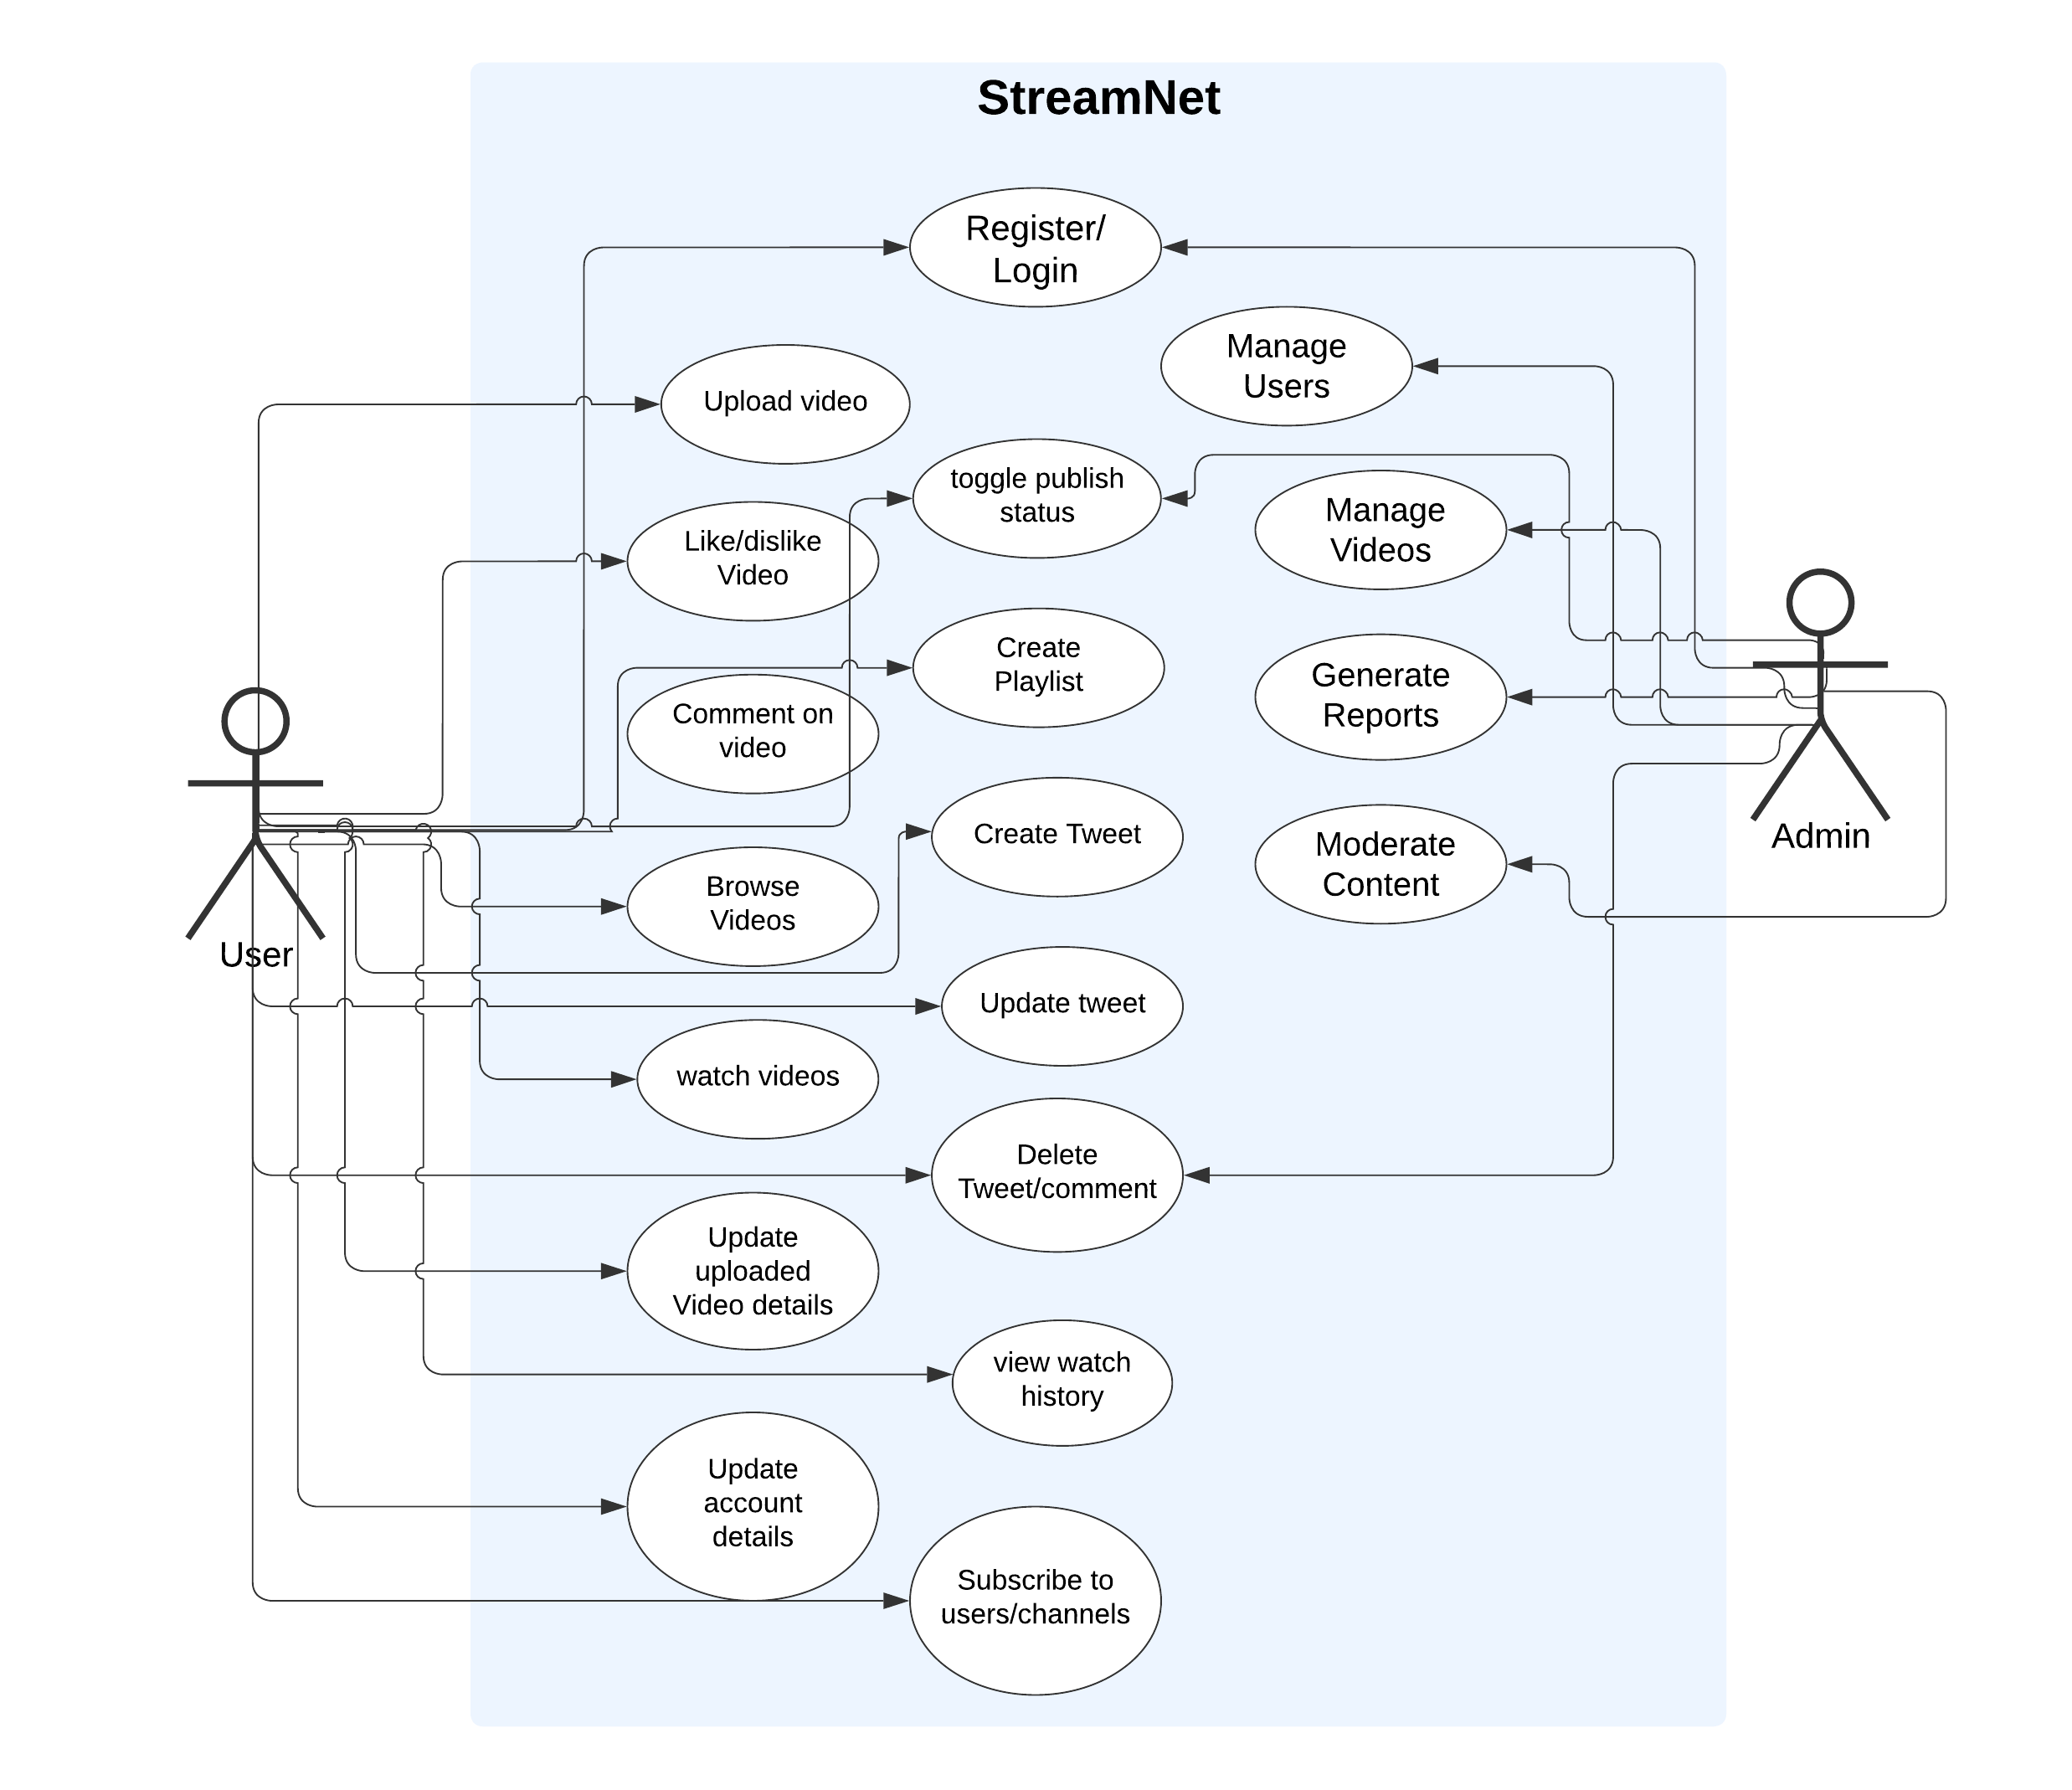 StreamNet
Register/
Login
Manage
Users
Upload video
toggle publish
status
Manage
Videos
Like/dislike
Video
Create
Playlist
Generate
Reports
Comment on
video
Create Tweet
Admin
Moderate
Content
Browse
Videos
User
Update tweet
watch videos
Delete
Tweet/comment
Update
uploaded
Video details
view watch
history
Update
account
details
Subscribe to
users/channels